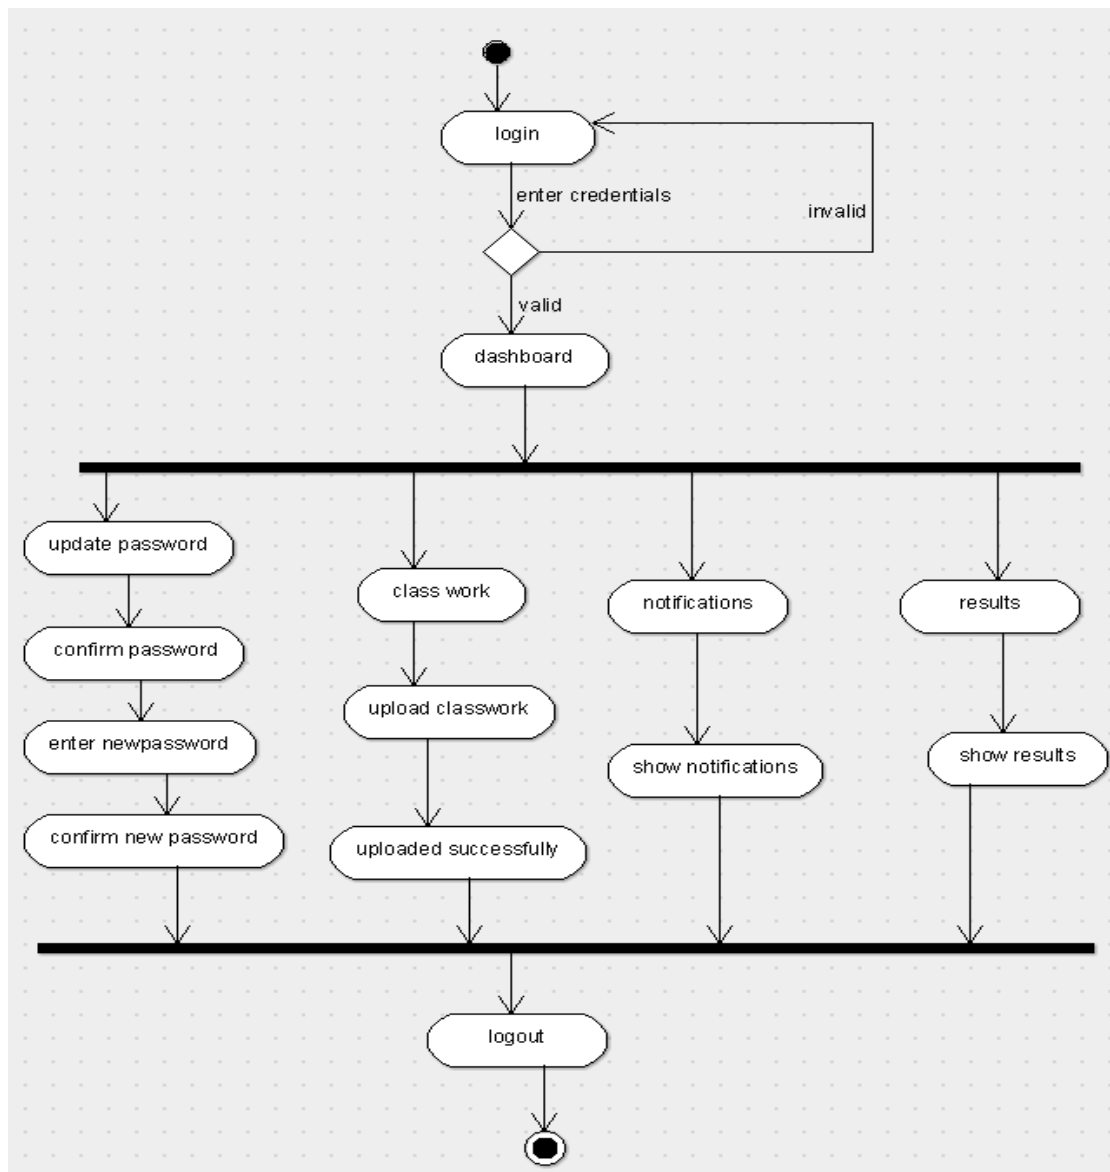 login
enter credentials
invalid
valid
dashboard
update password
class work
notifications
results
confirm password
upload classwork
enter newpassword
show notifications
show results
confirm new password
uploaded successfully
logout